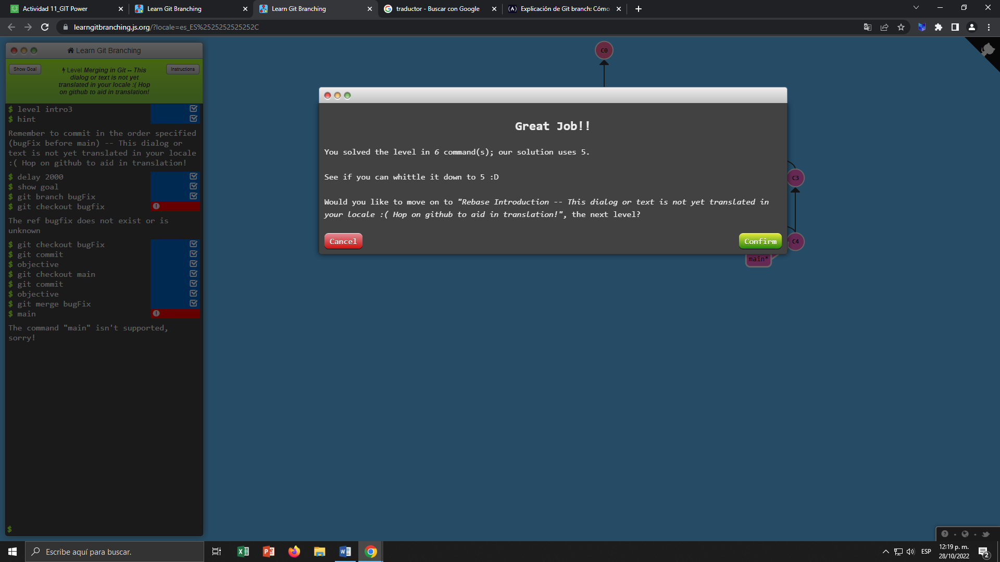 Actividad 11_GIT Power
Learn Git Branching
Learn Git Branching
traductor - Buscar con Google
Explicación de Git branch: Cómo
learngitbranching.js.org/?locale=es_ES%2525252525252C
Learn Git Branching
Show Goal
Level Merging in Git -- This
dialog or text is not yet
translated in your locale :( Hop
on github to aid in translation!
Instructions
$ level intro3
$ hint
Remember to commit in the order specified
(bugFix before main) -- This dialog or
text is not yet translated in your locale
:( Hop on github to aid in translation!
$ delay 2000
$ show goal
$ git branch bugFix
$ git checkout bugfix
The ref bugfix does not exist or is
unknown
$ git checkout bugFix
$ git commit
$ objective
$ git checkout main
$ git commit
$ objective
$ git merge bugFix
$ main
The command "main" isn't supported,
sorry!
$
C0
Great Job!!
You solved the level in 6 command(s); our solution uses 5.
See if you can whittle it down to 5 :D
Would you like to move on to "Rebase Introduction -- This dialog or text is not yet translated in
your locale :( Hop on github to aid in translation!", the next level?
Cancel
Confirm
C3
C4
main*
Escribe aquí para buscar.
ESP
12:19 p. m.
28/10/2022
2